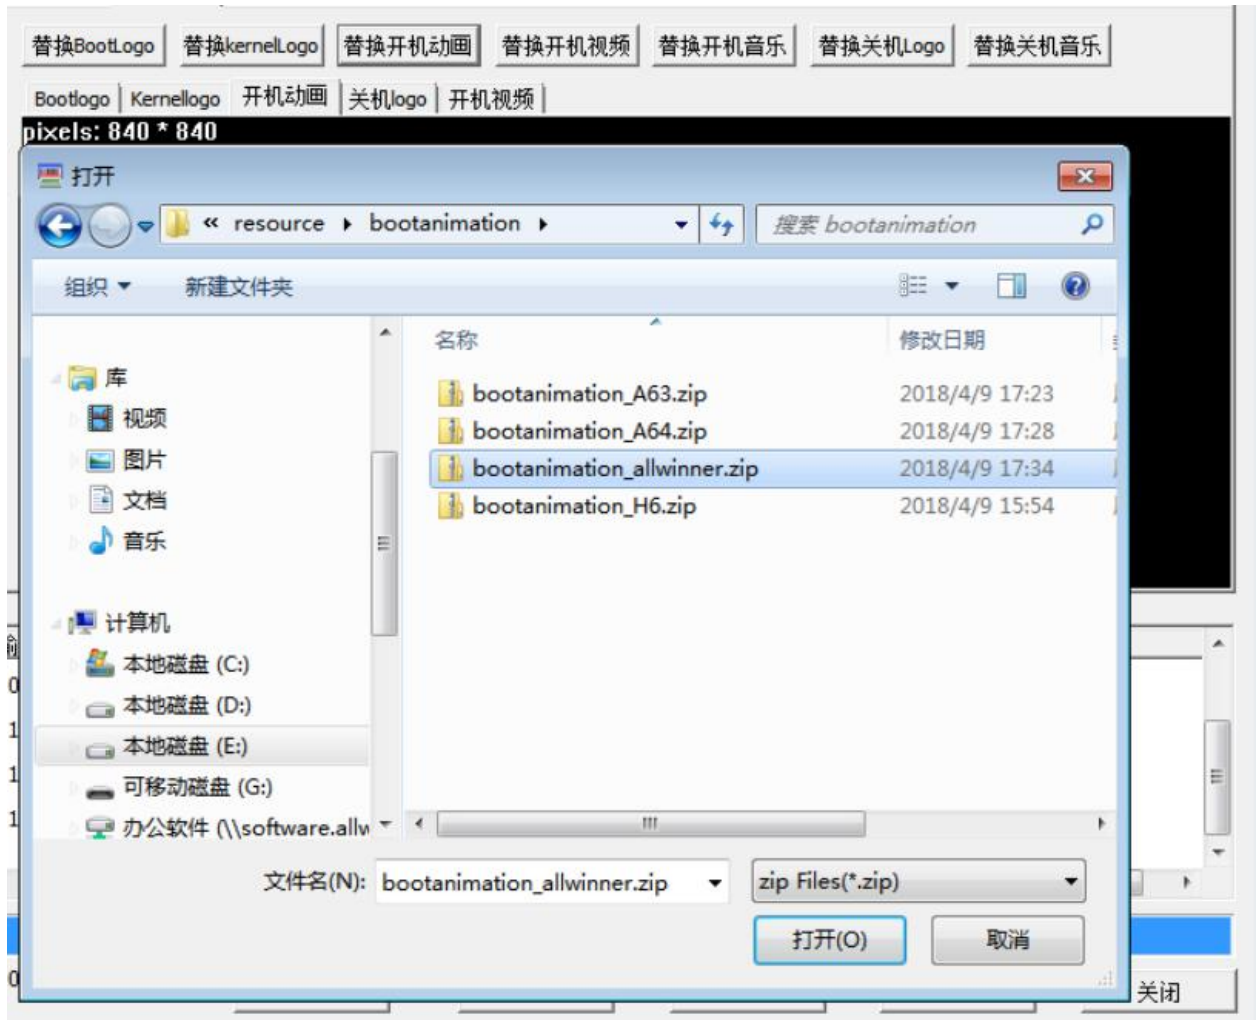 替换BootLogo 替换kernelLogo 替换开机动画 替换开机视频 替换开机音乐 替换关机Logo 替换关机音乐
Bootlogo Kernellogo 开机动画 关机logo 开机视频
pixels: 840 * 840
打开
« resource bootanimation 搜索 bootanimation
组织 新建文件夹
名称 修改日期
库
bootanimation_A63.zip 2018/4/9 17:23
视频
bootanimation_A64.zip 2018/4/9 17:28
图片
bootanimation_allwinner.zip 2018/4/9 17:34
文档
bootanimation_H6.zip 2018/4/9 15:54
音乐
计算机
本地磁盘 (C:)
本地磁盘 (D:)
本地磁盘 (E:)
可移动磁盘 (G:)
办公软件 (\\software.allw
文件名(N): bootanimation_allwinner.zip zip Files(*.zip)
打开(O) 取消
关闭